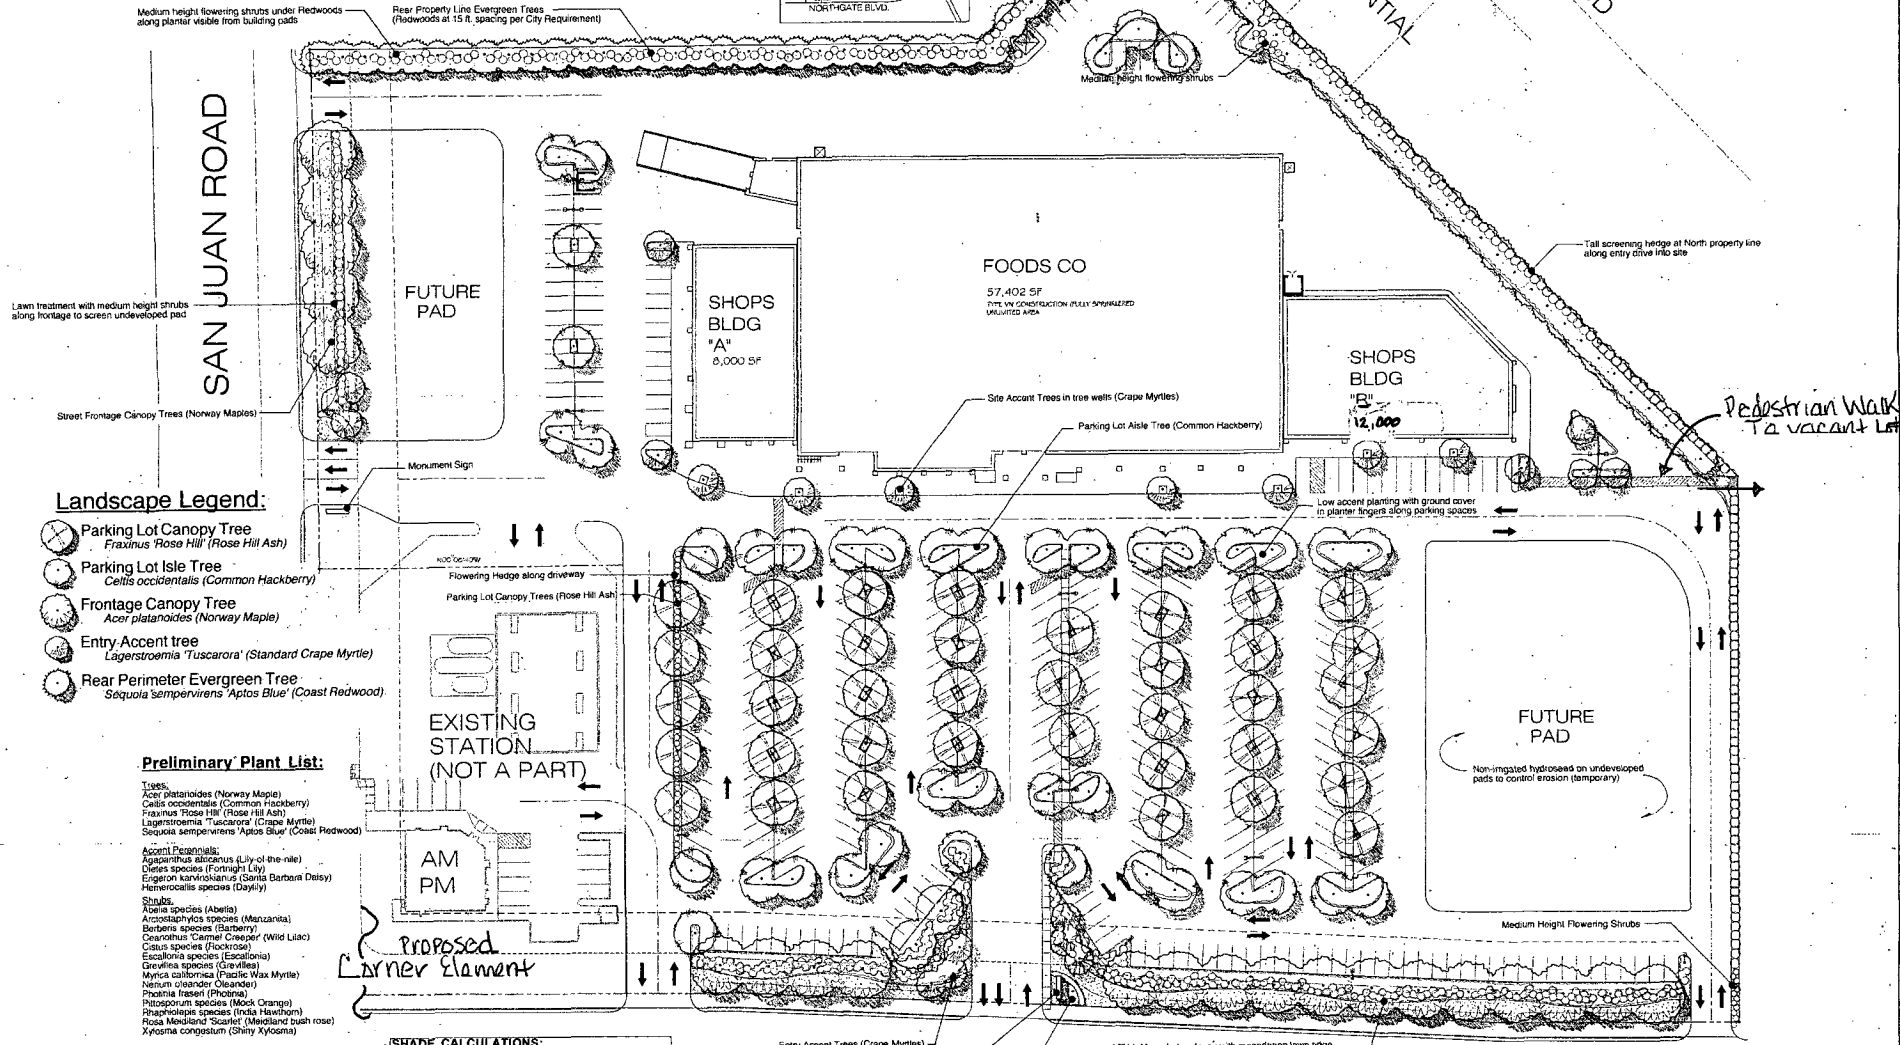 Medium height flowering shrubs under Redwoods
along planter visible from building pads
Rear Property Line Evergreen Trees
(Redwoods at 15 ft. spacing per City Requirement)
NORTHGATE BLVD.
NTIAL
D
Medium height flowering shrubs
SAN JUAN ROAD
Tall screening hedge at North property line
along entry drive into site
FUTURE
PAD
SHOPS
BLDG
"A"
8,000 SF
FOODS CO
57,402 SF
TYPE VN CONSTRUCTION (FULLY SPRINKLERED
UNLIMITED AREA
SHOPS
BLDG
"B"
12,000
Lawn treatment with medium height shrubs
along frontage to screen undeveloped pad
Street Frontage Canopy Trees (Norway Maples)
Site Accent Trees in tree wells (Crape Myrtles)
Parking Lot Aisle Tree (Common Hackberry)
Pedestrian Walk
To vacant Lot
Monument Sign
Low accent planting with ground cover
in planter fingers along parking spaces
Landscape Legend:
Parking Lot Canopy Tree
Fraxinus 'Rose Hill' (Rose Hill Ash)
Parking Lot Isle Tree
Celtis occidentalis (Common Hackberry)
Frontage Canopy Tree
Acer platanoides (Norway Maple)
Entry Accent tree
Lagerstroemia 'Tuscarora' (Standard Crape Myrtle)
Rear Perimeter Evergreen Tree
Sequoia sempervirens 'Aptos Blue' (Coast Redwood)
Flowering Hedge along driveway
Parking Lot Canopy Trees (Rose Hill Ash)
EXISTING
STATION
(NOT A PART)
FUTURE
PAD
Non-irrigated hydroseed on undeveloped
pads to control erosion (temporary)
Preliminary Plant List:
Trees:
Acer platanoides (Norway Maple)
Celtis occidentalis (Common Hackberry)
Fraxinus 'Rose Hill' (Rose Hill Ash)
Lagerstroemia 'Tuscarora' (Crape Myrtle)
Sequoia sempervirens 'Aptos Blue' (Coast Redwood)
Accent Perennials:
Agapanthus africanus (Lily-of-the-nile)
Dietes species (Fortnight Lily)
Erigeron karvinskianus (Santa Barbara Daisy)
Hemerocallis species (Daylily)
Shrubs:
Abelia species (Abelia)
Arctostaphylos species (Manzanita)
Berberis species (Barberry)
Ceanothus 'Carmel Creeper' (Wild Lilac)
Cistus species (Rockrose)
Escallonia species (Escallonia)
Grevillea species (Grevillea)
Myrica californica (Pacific Wax Myrtle)
Nerium oleander Oleander)
Photinia fraseri (Photinia)
Pittosporum species (Mock Orange)
Rhaphiolepis species (India Hawthorn)
Rosa Meidiland 'Scarlet' (Meidiland bush rose)
Xylosma congestum (Shiny Xylosma)
AM
PM
Proposed
Corner Element
Medium Height Flowering Shrubs
SHADE CALCULATIONS:
Entry Accent Trees (Crape Myrtles)